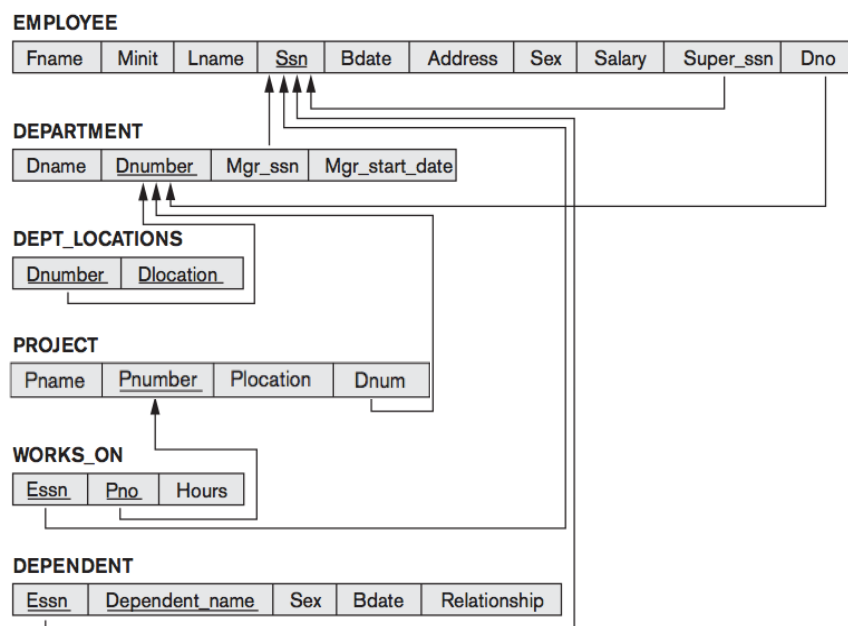 EMPLOYEE
Fname Minit Lname Ssn Bdate Address Sex Salary Super_ssn Dno
DEPARTMENT
Dname Dnumber Mgr_ssn Mgr_start_date
DEPT_LOCATIONS
Dnumber Dlocation
PROJECT
Pname Pnumber Plocation Dnum
WORKS_ON
Essn Pno Hours
DEPENDENT
Essn Dependent_name Sex Bdate Relationship